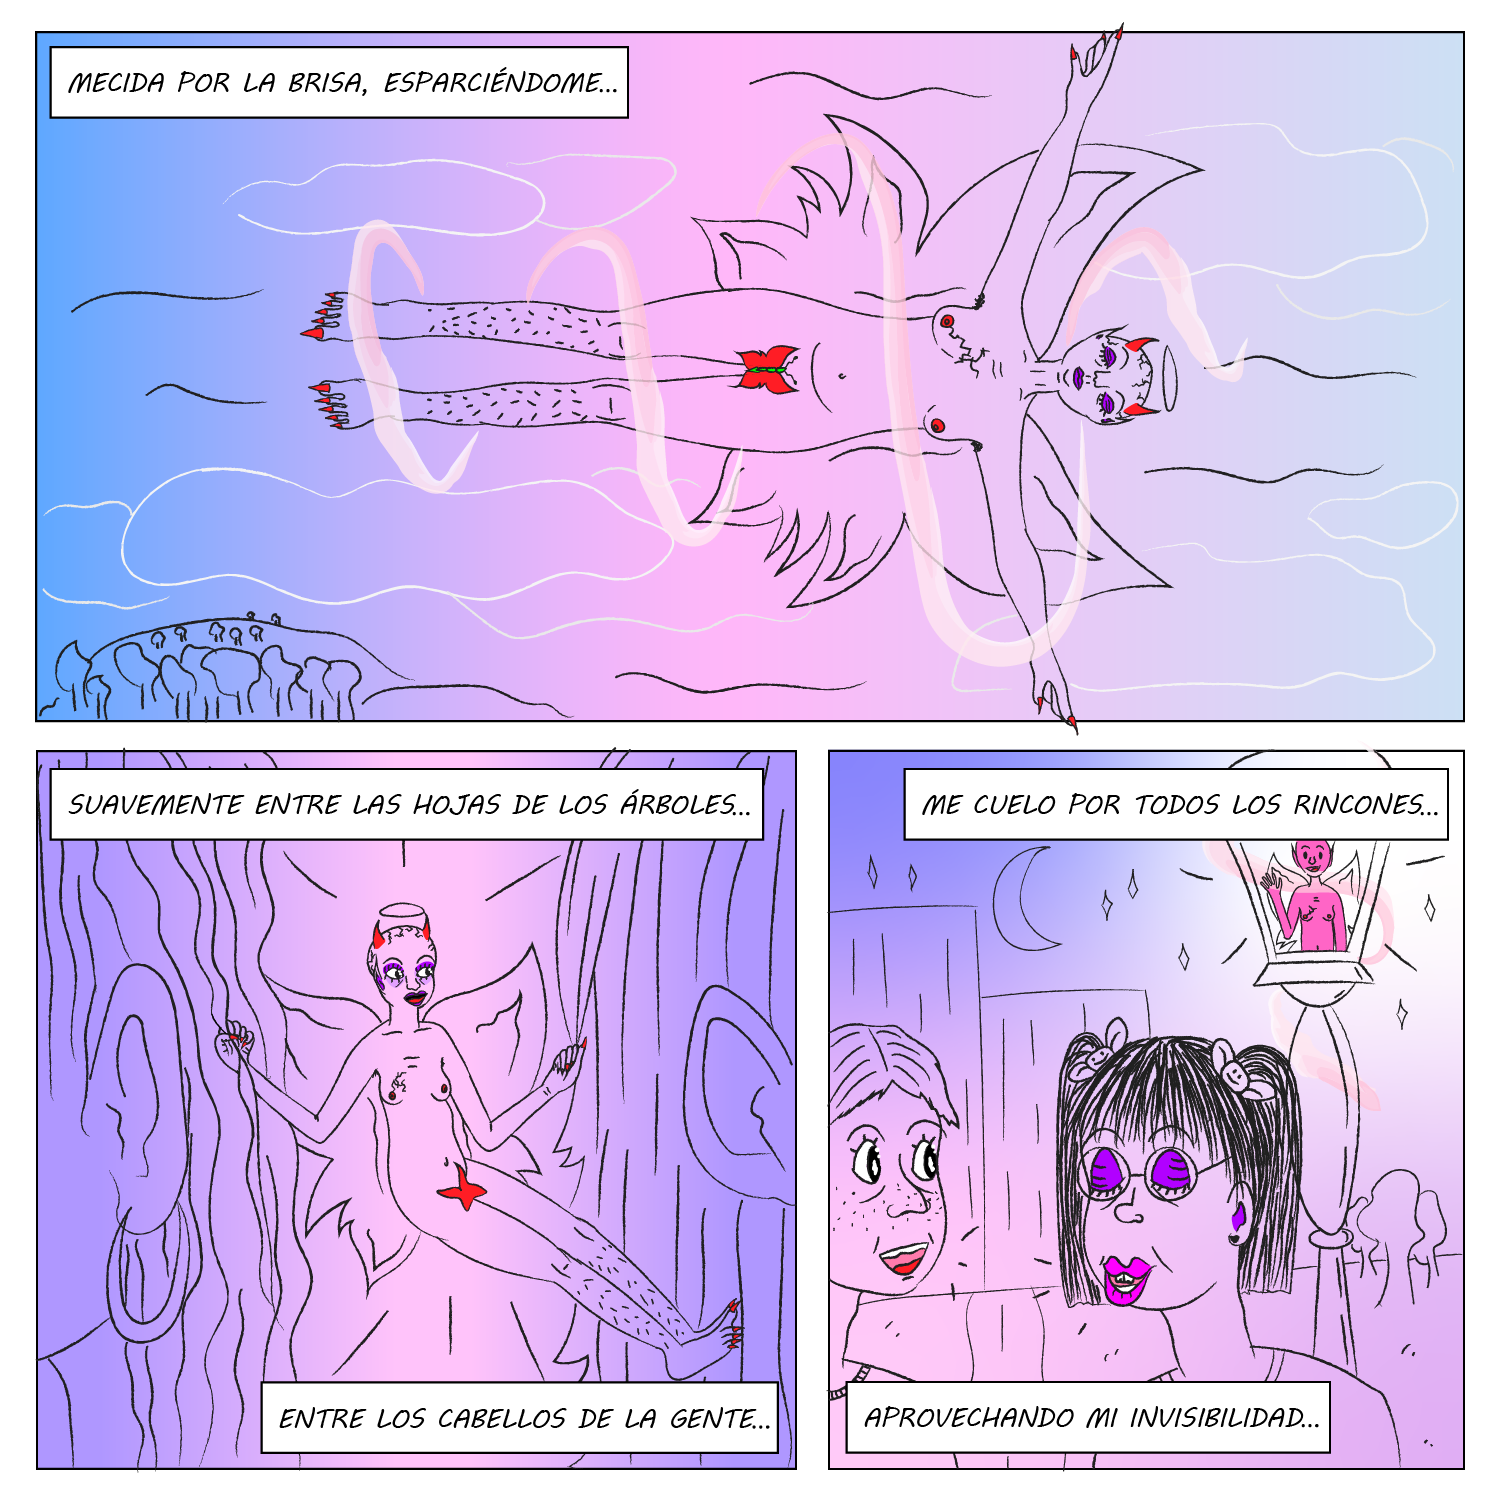 MECIDA POR LA BRISA, ESPARCIÉNDOME...
SUAVEMENTE ENTRE LAS HOJAS DE LOS ÁRBOLES...
ENTRE LOS CABELLOS DE LA GENTE...
ME CUELO POR TODOS LOS RINCONES...
APROVECHANDO MI INVISIBILIDAD...